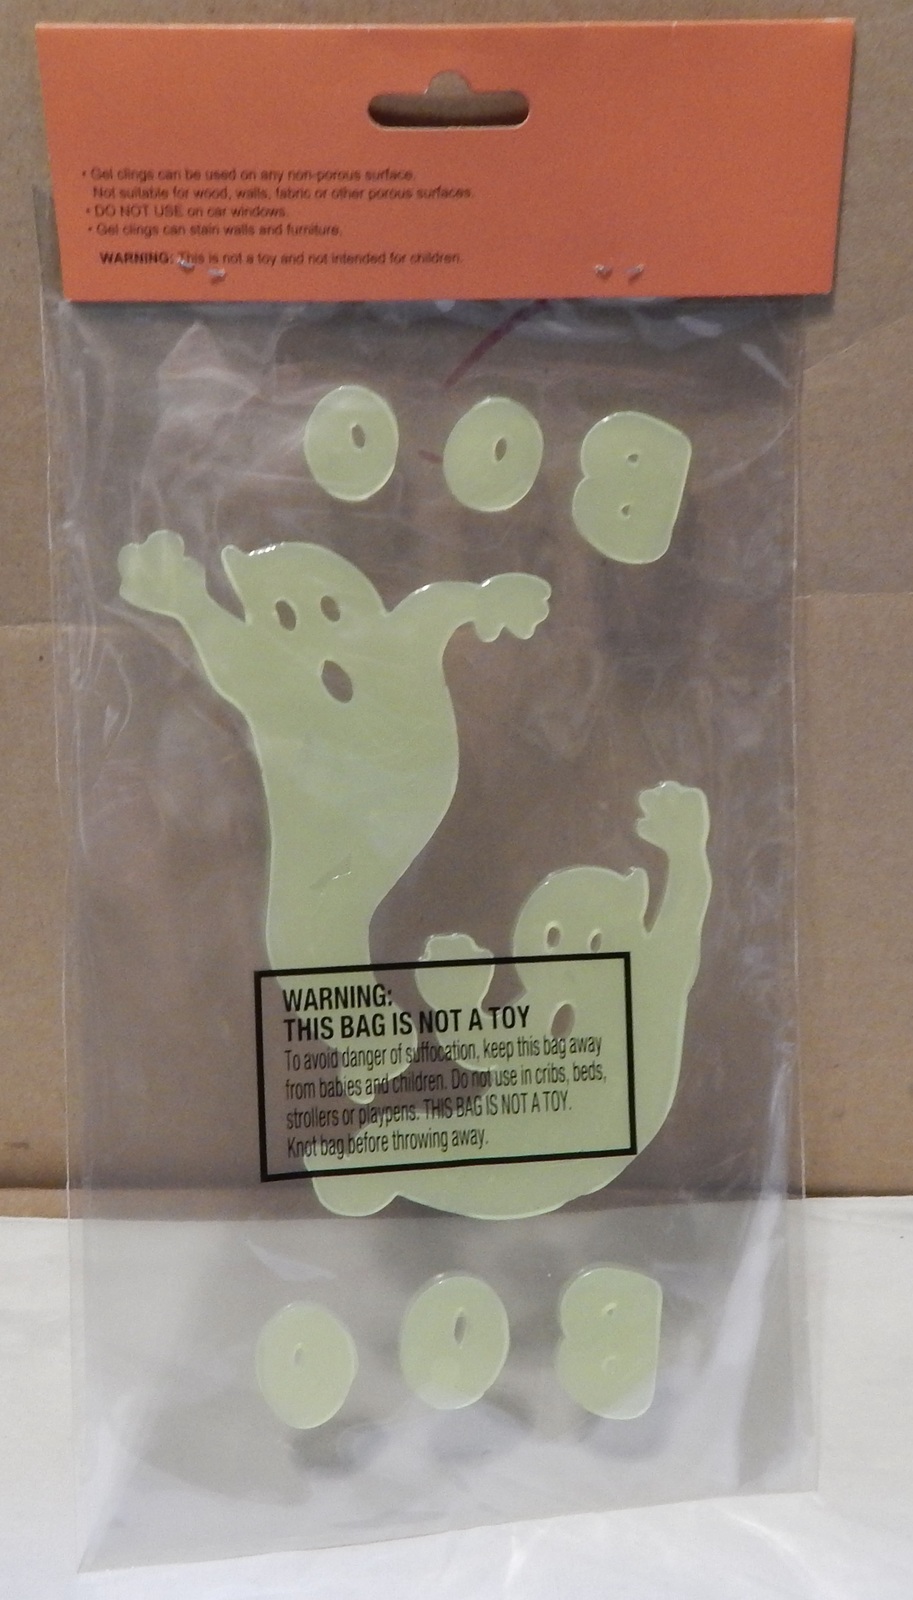 • Gel clings can be used on any non-porous surface.
Not suitable for wood, walls, fabric or other porous surfaces.
• DO NOT USE on car windows.
• Gel clings can stain walls and furniture.
WARNING: This is not a toy and not intended for children.
BOO
WARNING:
THIS BAG IS NOT A TOY
To avoid danger of suffocation, keep this bag away
from babies and children. Do not use in cribs, beds,
strollers or playpens. THIS BAG IS NOT A TOY.
Knot bag before throwing away.
BOO